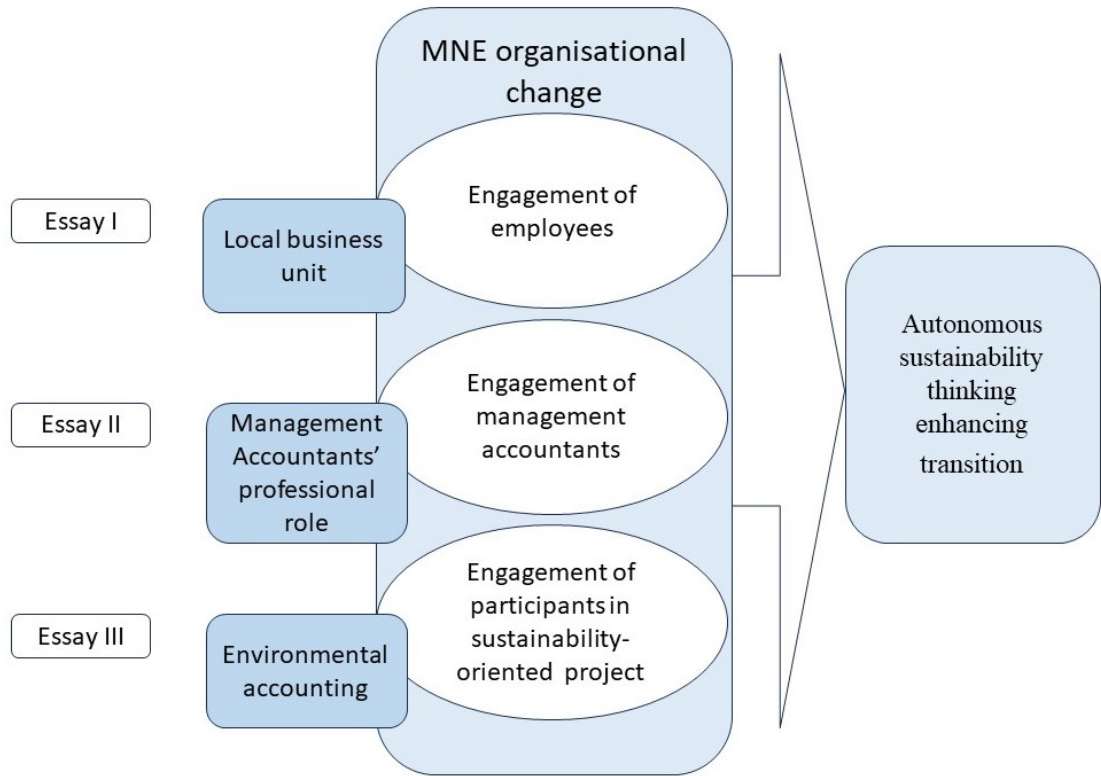 MNE organisational
change
Essay I
Local business
unit
Engagement of
employees
Essay II
Management
Accountants’
professional
role
Engagement of
management
accountants
Essay III
Environmental
accounting
Engagement of
participants in
sustainability-
oriented project
Autonomous
sustainability
thinking
enhancing
transition